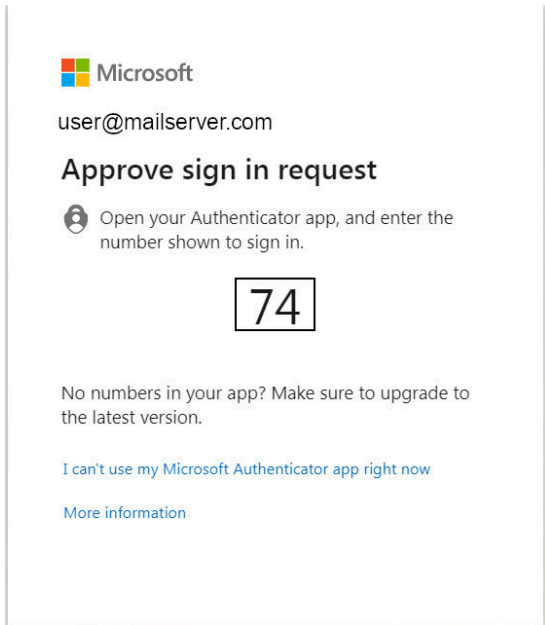 Microsoft
user@mailserver.com
Approve sign in request
Open your Authenticator app, and enter the
number shown to sign in.
74
No numbers in your app? Make sure to upgrade to
the latest version.
I can't use my Microsoft Authenticator app right now
More information